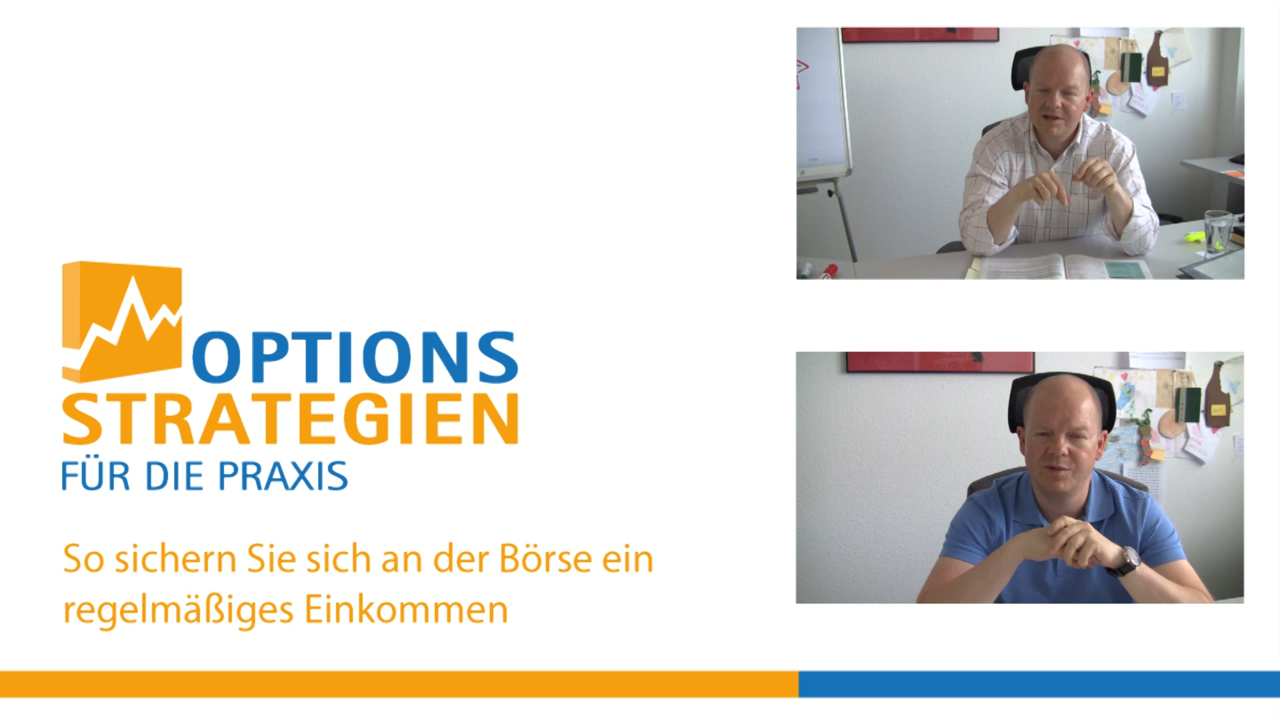 OPTIONS
STRATEGIEN
FÜR DIE PRAXIS
So sichern Sie sich an der Börse ein
regelmäßiges Einkommen